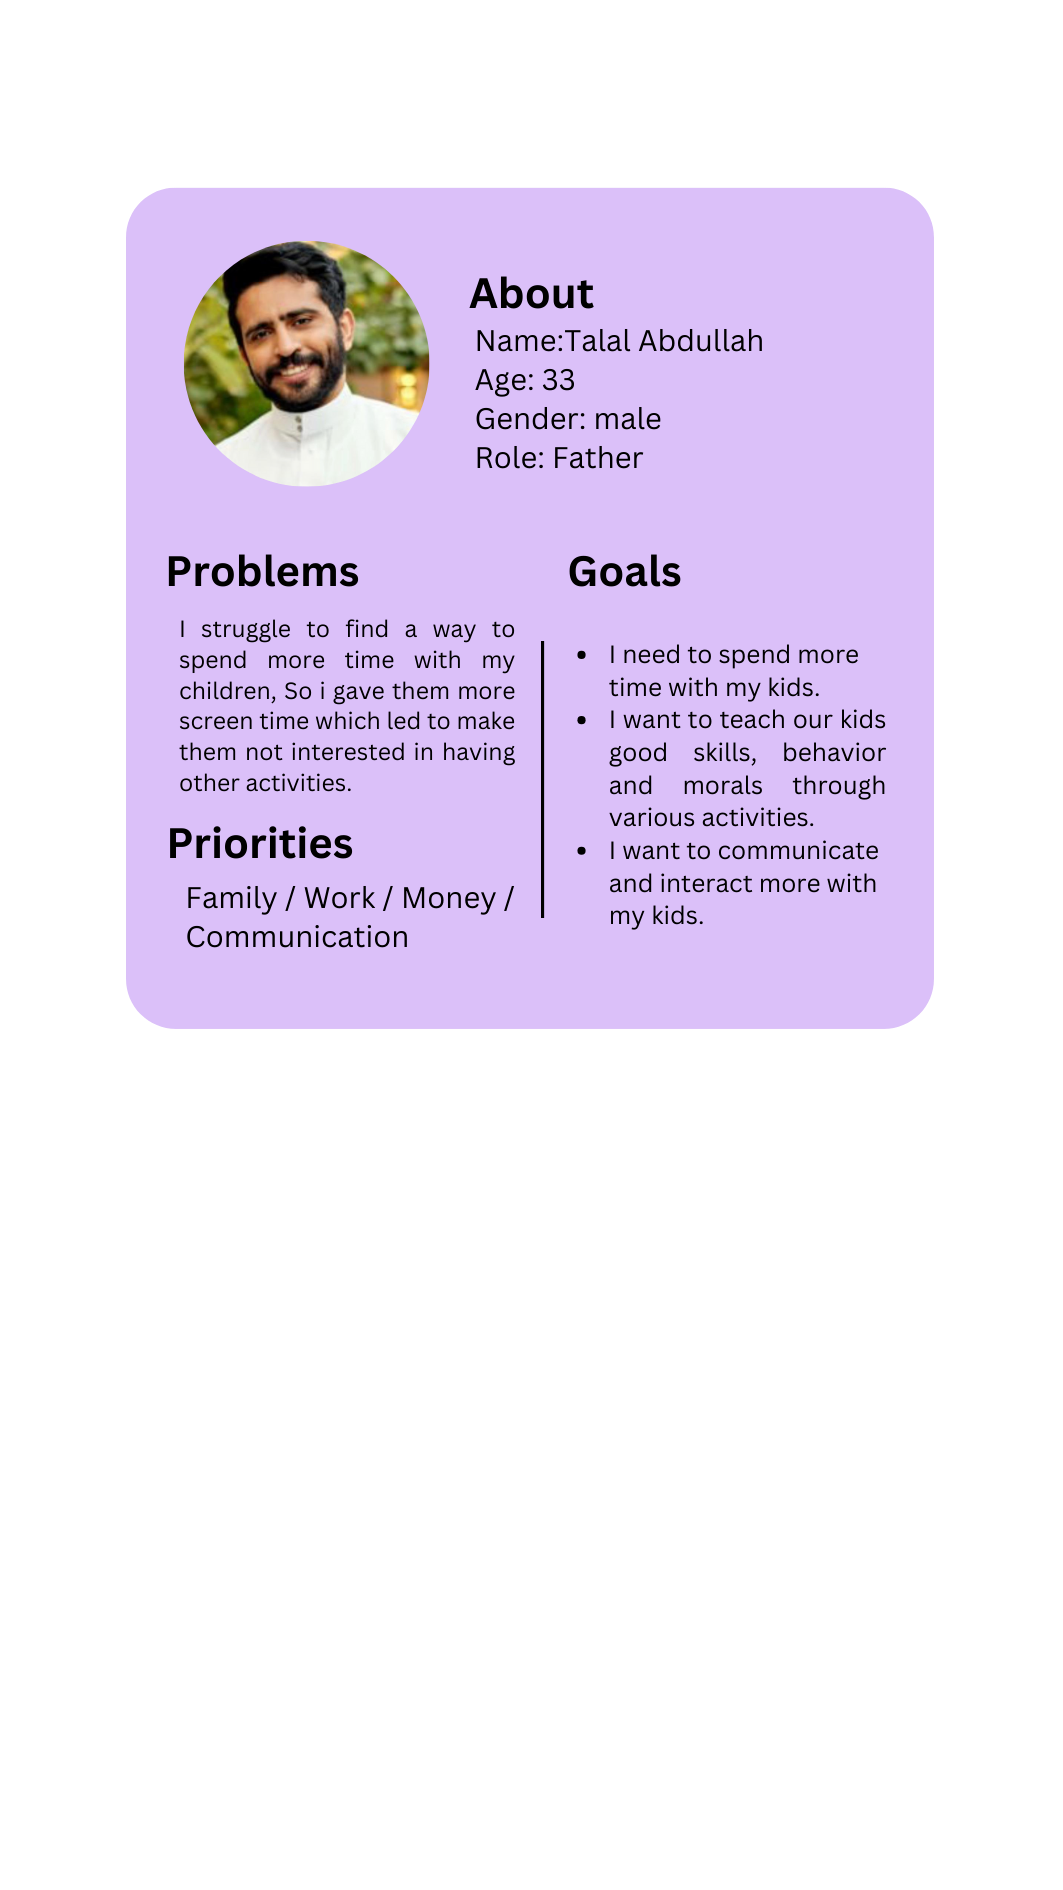 About
Name:Talal Abdullah
Age: 33
Gender: male
Role: Father
Problems
I struggle to find a way to
spend more time with my
children, So i gave them more
screen time which led to make
them not interested in having
other activities.
Priorities
Family / Work / Money /
Communication
Goals
• I need to spend more
time with my kids.
• I want to teach our kids
good skills, behavior
and morals through
various activities.
• I want to communicate
and interact more with
my kids.